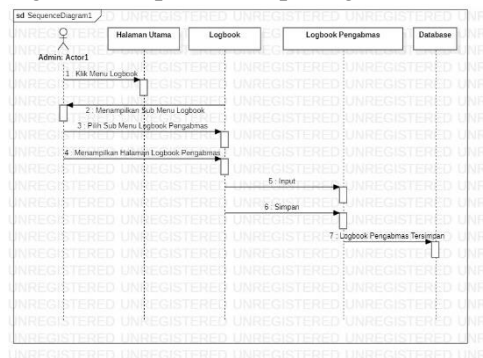 sd SequenceDiagram1
Halaman Utama
Logbook
Logbook Pengabmas
Database
Admin: Actor1
1 : Klik Menu Logbook
2 : Menampilkan Sub Menu Logbook
3 : Pilih Sub Menu Logbook Pengabmas
4 : Menampilkan Halaman Logbook Pengabmas
5 : Input
6 : Simpan
7 : Logbook Pengabmas Tersimpan
UNREGISTERED